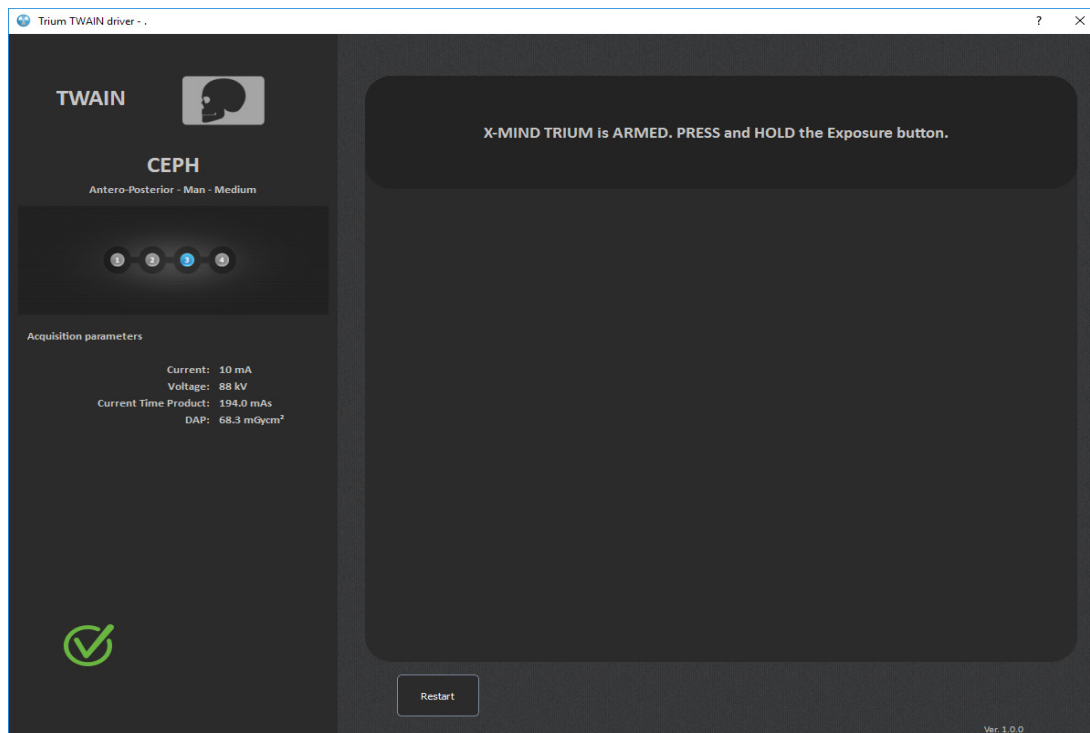 Trium TWAIN driver - .
?
TWAIN
CEPH
Antero-Posterior - Man - Medium
1 2 3 4
Acquisition parameters
Current: 10 mA
Voltage: 88 kV
Current Time Product: 194.0 mAs
DAP: 68.3 mGycm²
X-MIND TRIUM is ARMED. PRESS and HOLD the Exposure button.
Restart
Ver. 1.0.0